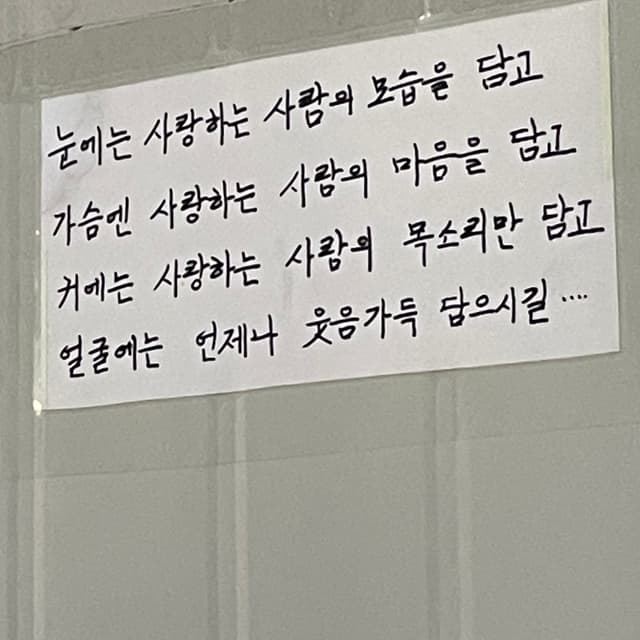 눈에는 사랑하는 사람의 모습을 담고
가슴엔 사랑하는 사람의 마음을 담고
귀에는 사랑하는 사람의 목소리만 담고
얼굴에는 언제나 웃음가득 담으시길....